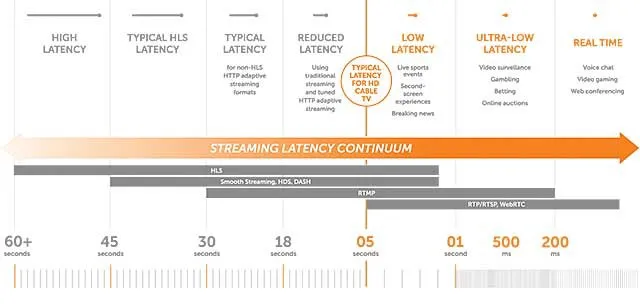 HIGH
LATENCY
TYPICAL HLS
LATENCY
TYPICAL
LATENCY
for non-HLS
HTTP adaptive
streaming
formats
REDUCED
LATENCY
Using
traditional
streaming
and tuned
HTTP adaptive
streaming
TYPICAL
LATENCY
FOR HD
CABLE
TV
LOW
LATENCY
Live sports
events
Second-
screen
experiences
Breaking news
ULTRA-LOW
LATENCY
Video surveillance
Gambling
Betting
Online auctions
REAL TIME
Voice chat
Video gaming
Web conferencing
STREAMING LATENCY CONTINUUM
HLS
Smooth Streaming, HDS, DASH
RTMP
RTP/RTSP, WebRTC
60+ 45 30 18 05 01 500 200
seconds seconds seconds seconds seconds second ms ms